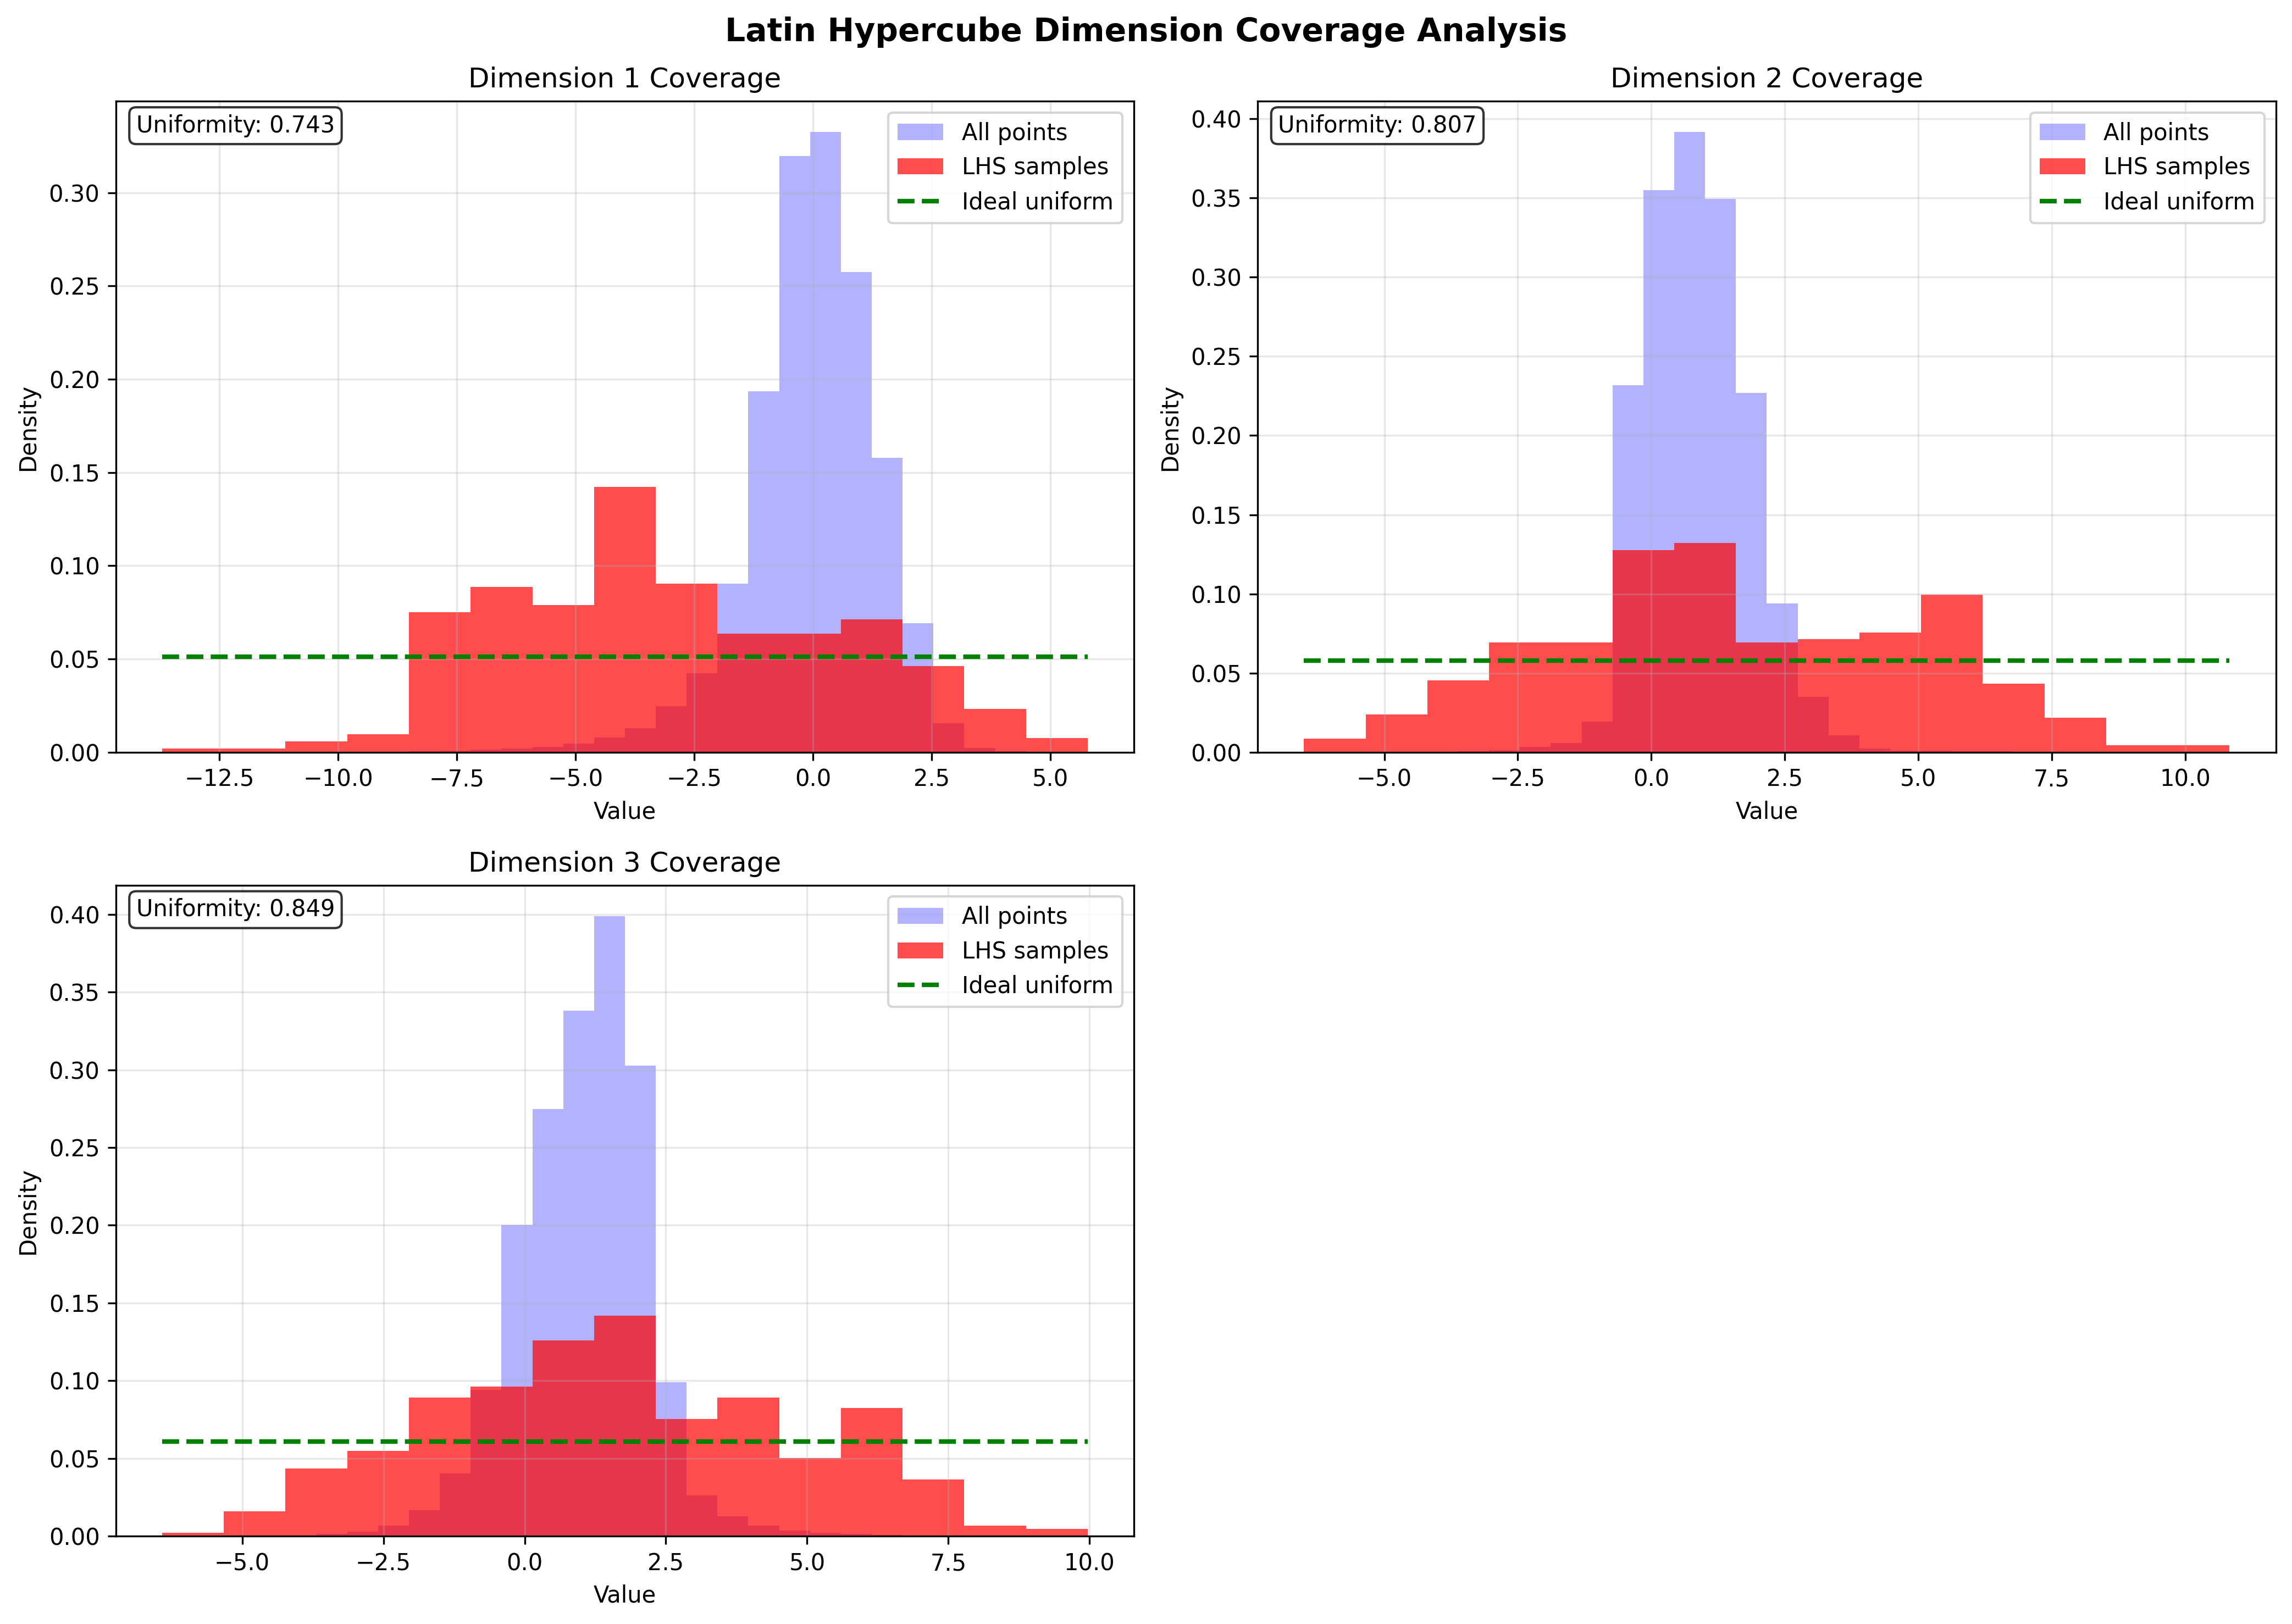 Latin Hypercube Dimension Coverage Analysis
Dimension 1 Coverage
Uniformity: 0.743
All points
LHS samples
Ideal uniform
Density
0.30
0.25
0.20
0.15
0.10
0.05
0.00
−12.5 −10.0 −7.5 −5.0 −2.5 0.0 2.5 5.0
Value
Dimension 2 Coverage
Uniformity: 0.807
All points
LHS samples
Ideal uniform
Density
0.40
0.35
0.30
0.25
0.20
0.15
0.10
0.05
0.00
−5.0 −2.5 0.0 2.5 5.0 7.5 10.0
Value
Dimension 3 Coverage
Uniformity: 0.849
All points
LHS samples
Ideal uniform
Density
0.40
0.35
0.30
0.25
0.20
0.15
0.10
0.05
0.00
−5.0 −2.5 0.0 2.5 5.0 7.5 10.0
Value